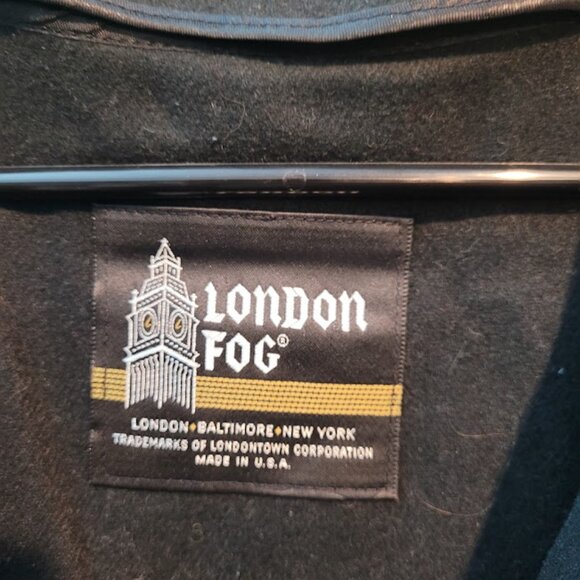 LONDON
FOG®
LONDON♦BALTIMORE♦NEW YORK
TRADEMARKS OF LONDONTOWN CORPORATION
MADE IN U.S.A.